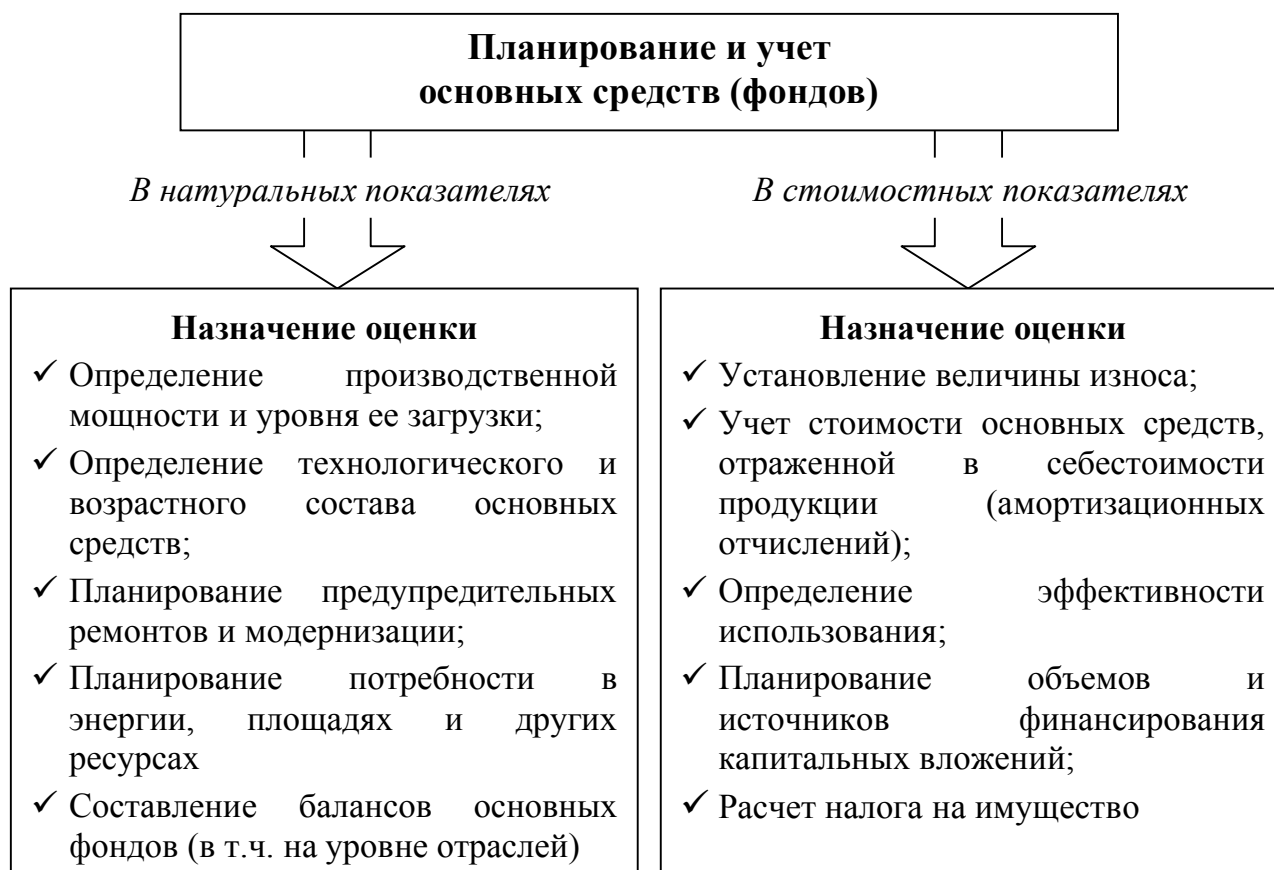 Планирование и учет
основных средств (фондов)
В натуральных показателях
В стоимостных показателях
Назначение оценки
✓ Определение производственной
мощности и уровня ее загрузки;
✓ Определение технологического и
возрастного состава основных
средств;
✓ Планирование предупредительных
ремонтов и модернизации;
✓ Планирование потребности в
энергии, площадях и других
ресурсах
✓ Составление балансов основных
фондов (в т.ч. на уровне отраслей)
Назначение оценки
✓ Установление величины износа;
✓ Учет стоимости основных средств,
отраженной в себестоимости
продукции (амортизационных
отчислений);
✓ Определение эффективности
использования;
✓ Планирование объемов и
источников финансирования
капитальных вложений;
✓ Расчет налога на имущество